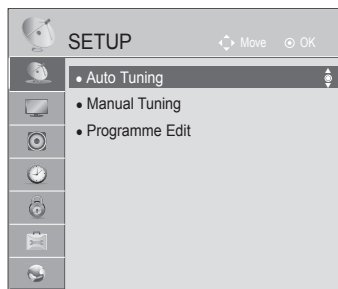 SETUP
Move OK
• Auto Tuning
• Manual Tuning
• Programme Edit